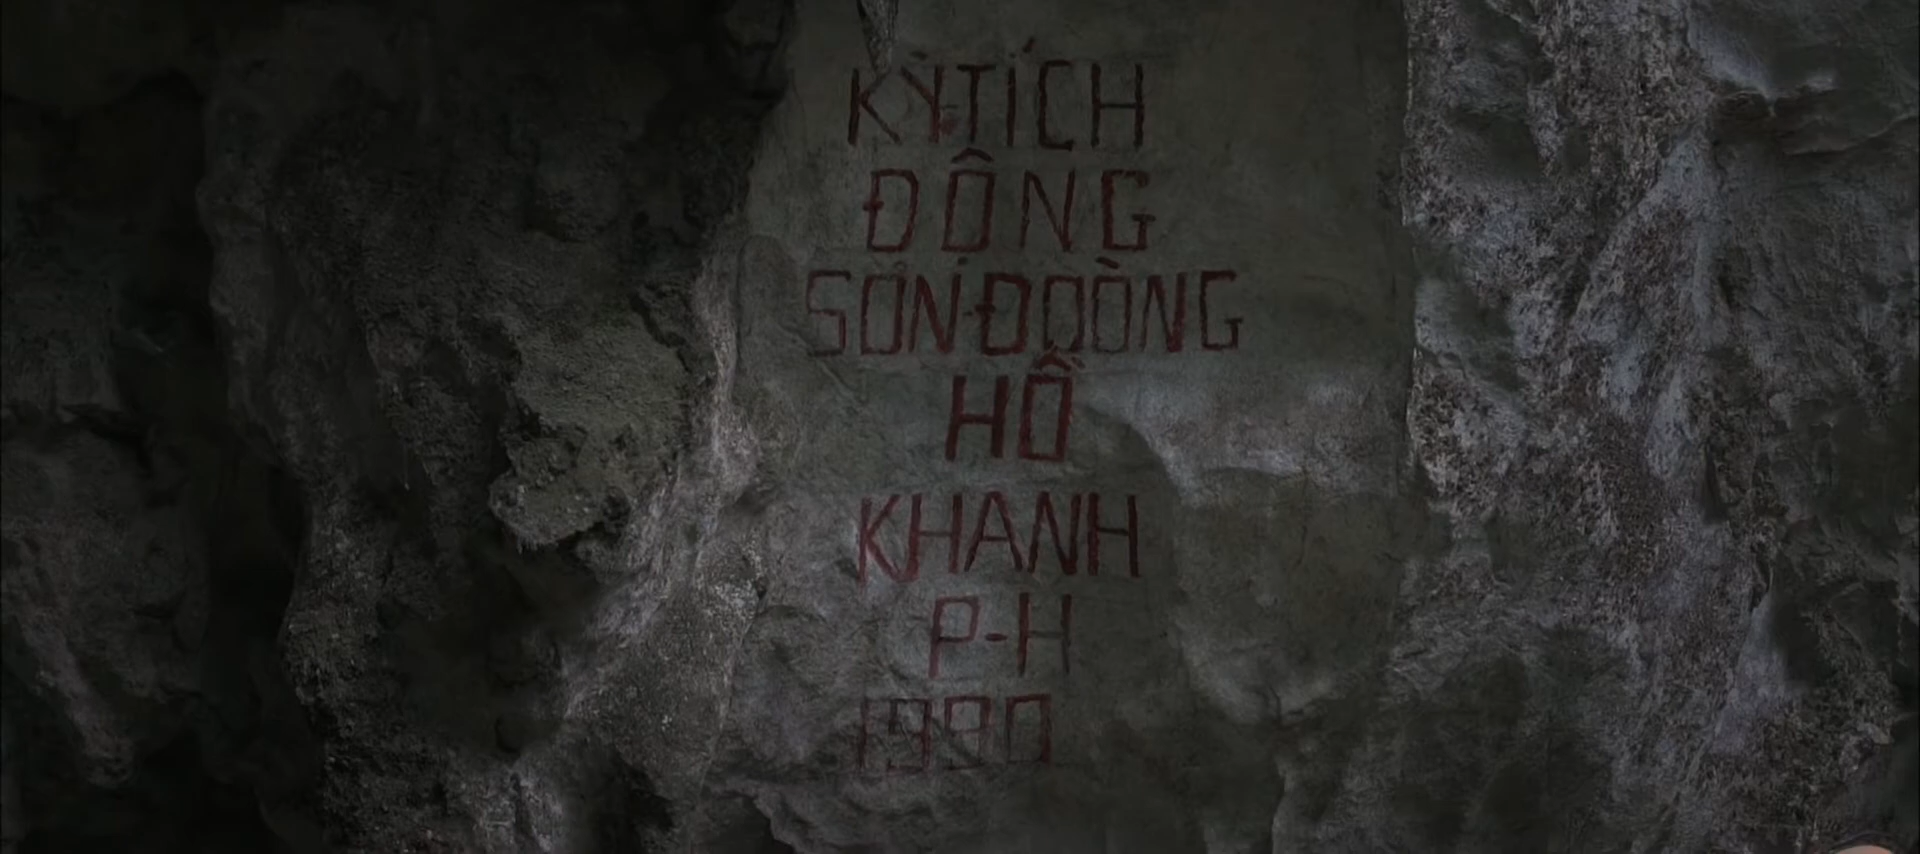 KỲ TÍCH
ĐỘNG
SƠN-ĐOÒNG
HỒ
KHANH
P-H
1990